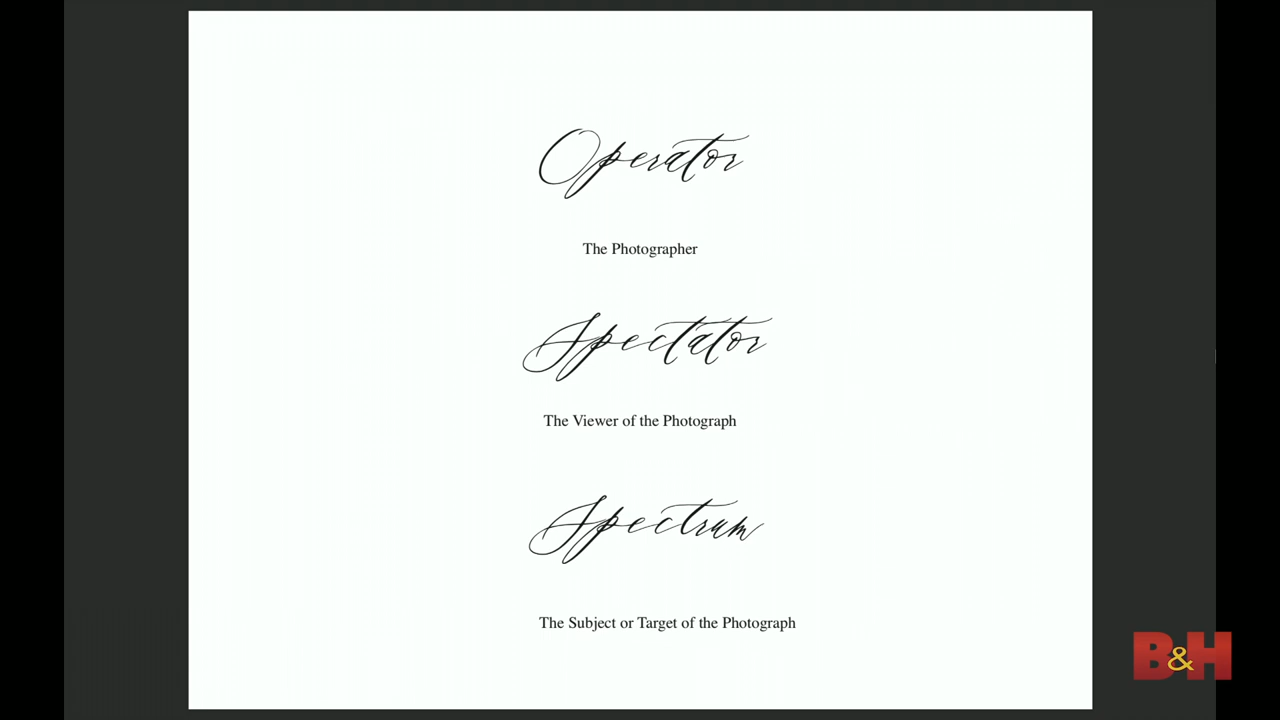 Operator
The Photographer
Spectator
The Viewer of the Photograph
Spectrum
The Subject or Target of the Photograph
B&H